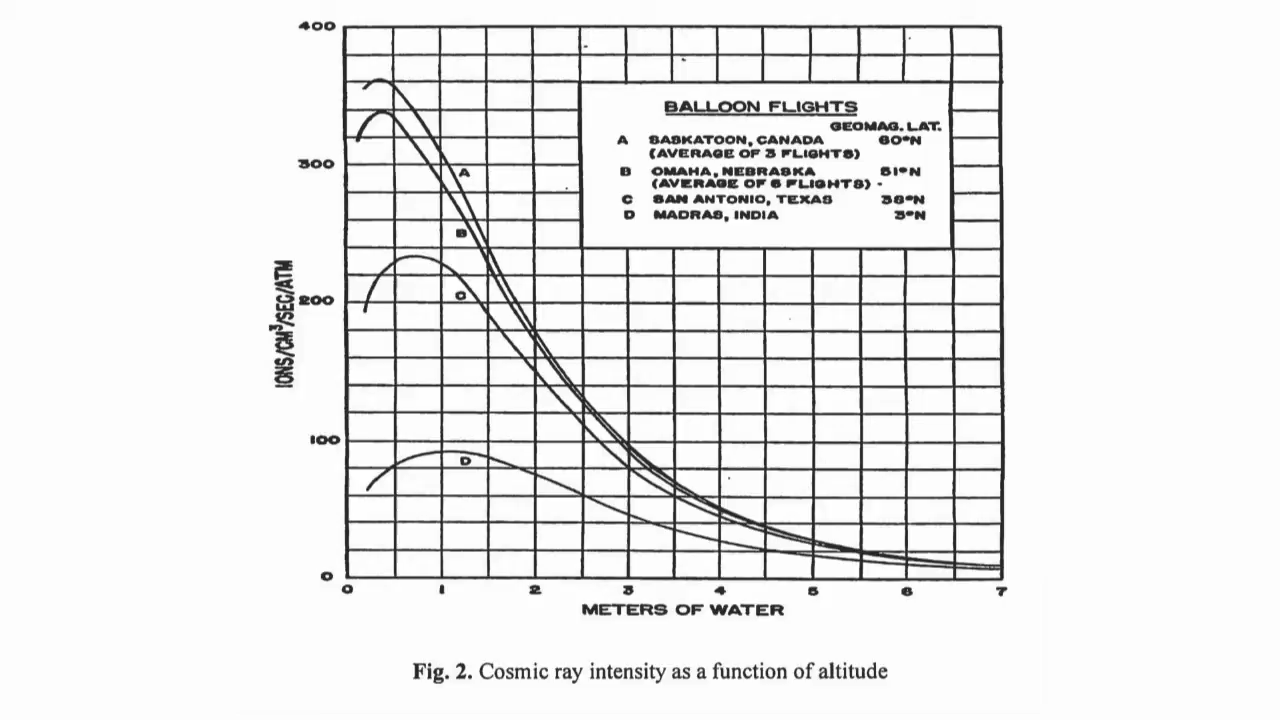 400
300
200
100
0
IONS/CM³/SEC/ATM
BALLOON FLIGHTS
GEOMAG. LAT.
A SASKATOON, CANADA 60°N
(AVERAGE OF 3 FLIGHTS)
B OMAHA, NEBRASKA 51°N
(AVERAGE OF 6 FLIGHTS)
C SAN ANTONIO, TEXAS 38°N
D MADRAS, INDIA 3°N
A
B
C
D
0 1 2 3 4 5 6 7
METERS OF WATER
Fig. 2. Cosmic ray intensity as a function of altitude